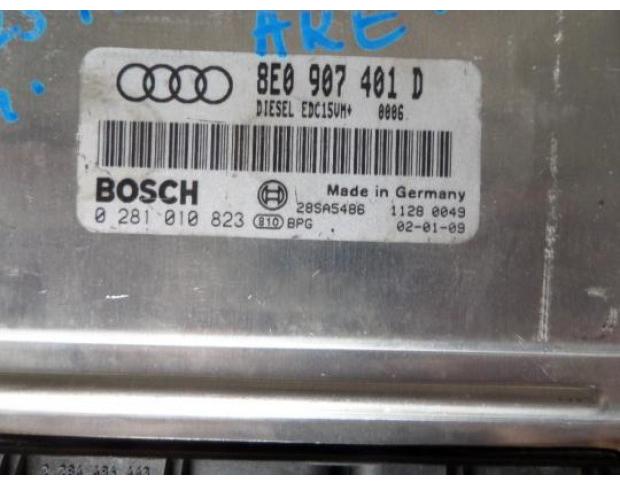 ARE
8E0 907 401 D
DIESEL EDC15VM+ 0006
BOSCH
Made in Germany
0 281 010 823 810 BPG
28SA5486 1128 0049
02-01-09